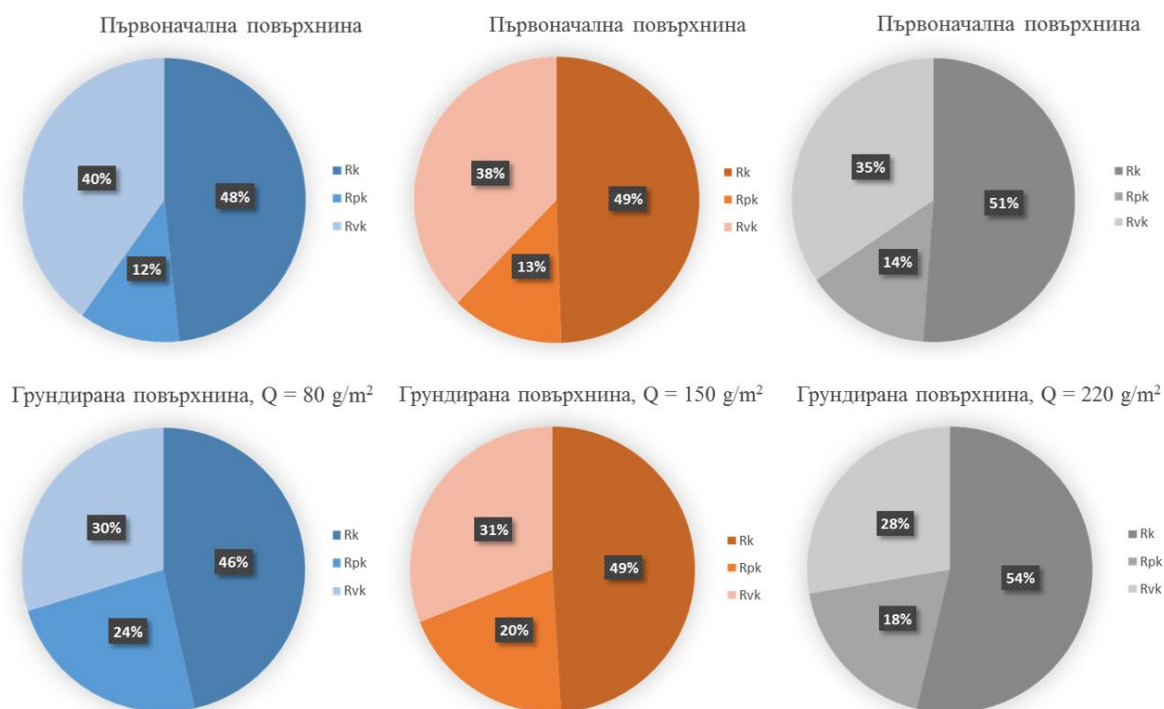 Първоначална повърхнина
40%
48%
12%
Rk
Rpk
Rvk
Първоначална повърхнина
38%
49%
13%
Rk
Rpk
Rvk
Първоначална повърхнина
35%
51%
14%
Rk
Rpk
Rvk
Грундирана повърхнина, Q = 80 g/m²
30%
46%
24%
Rk
Rpk
Rvk
Грундирана повърхнина, Q = 150 g/m²
31%
49%
20%
Rk
Rpk
Rvk
Грундирана повърхнина, Q = 220 g/m²
28%
54%
18%
Rk
Rpk
Rvk